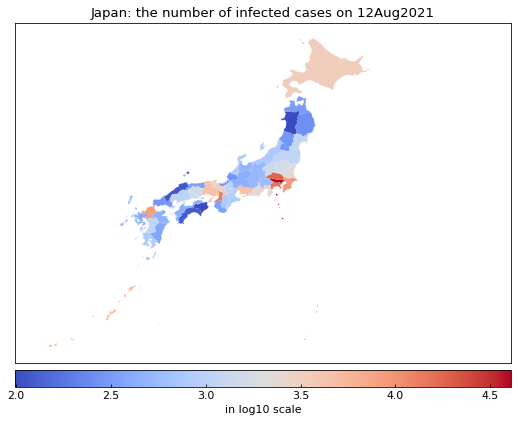 Japan: the number of infected cases on 12Aug2021
2.0 2.5 3.0 3.5 4.0 4.5
in log10 scale